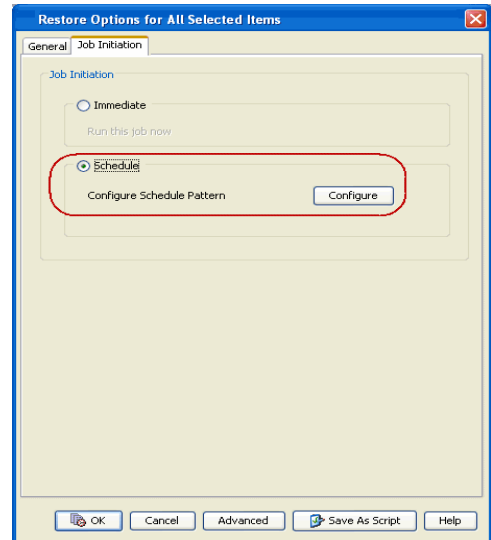 Restore Options for All Selected Items
General Job Initiation
Job Initiation
Immediate
Run this job now
Schedule
Configure Schedule Pattern Configure
OK Cancel Advanced Save As Script Help